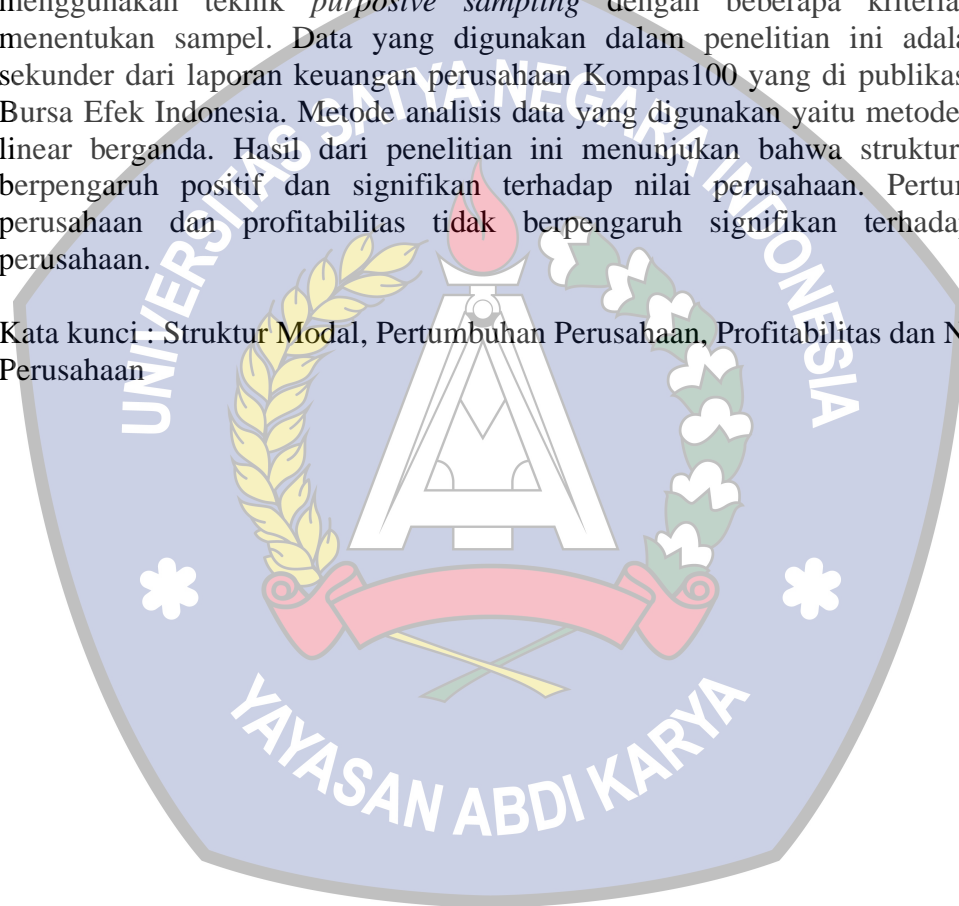 menggunakan teknik purposive sampling dengan beberapa kriteria
menentukan sampel. Data yang digunakan dalam penelitian ini adala
sekunder dari laporan keuangan perusahaan Kompas100 yang di publikas
Bursa Efek Indonesia. Metode analisis data yang digunakan yaitu metode
linear berganda. Hasil dari penelitian ini menunjukan bahwa struktur
berpengaruh positif dan signifikan terhadap nilai perusahaan. Pertum
perusahaan dan profitabilitas tidak berpengaruh signifikan terhadap
perusahaan.
Kata kunci : Struktur Modal, Pertumbuhan Perusahaan, Profitabilitas dan N
Perusahaan
UNIVERSITAS SATYA NEGARA INDONESIA
YAYASAN ABDI KARYA